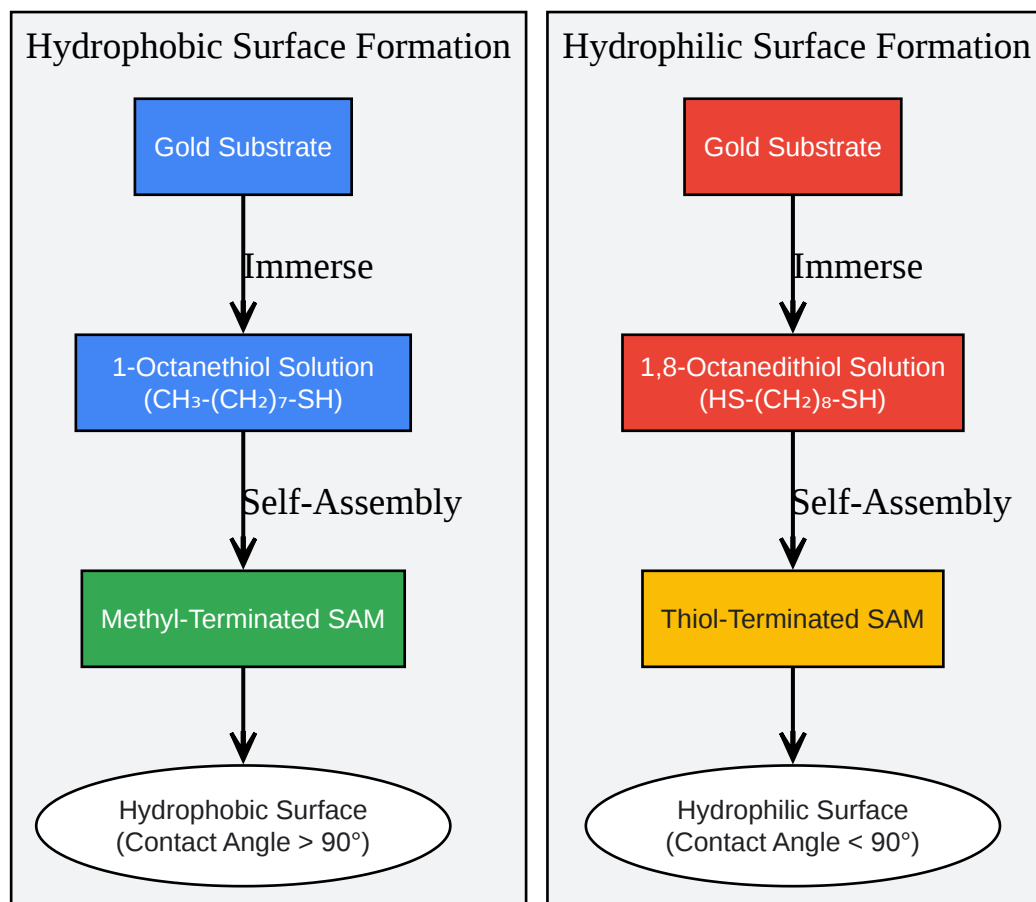 Hydrophobic Surface Formation
Gold Substrate
Immerse
1-Octanethiol Solution
(CH₃-(CH₂)₇-SH)
Self-Assembly
Methyl-Terminated SAM
Hydrophobic Surface
(Contact Angle > 90°)
Hydrophilic Surface Formation
Gold Substrate
Immerse
1,8-Octanedithiol Solution
(HS-(CH₂)₈-SH)
Self-Assembly
Thiol-Terminated SAM
Hydrophilic Surface
(Contact Angle < 90°)